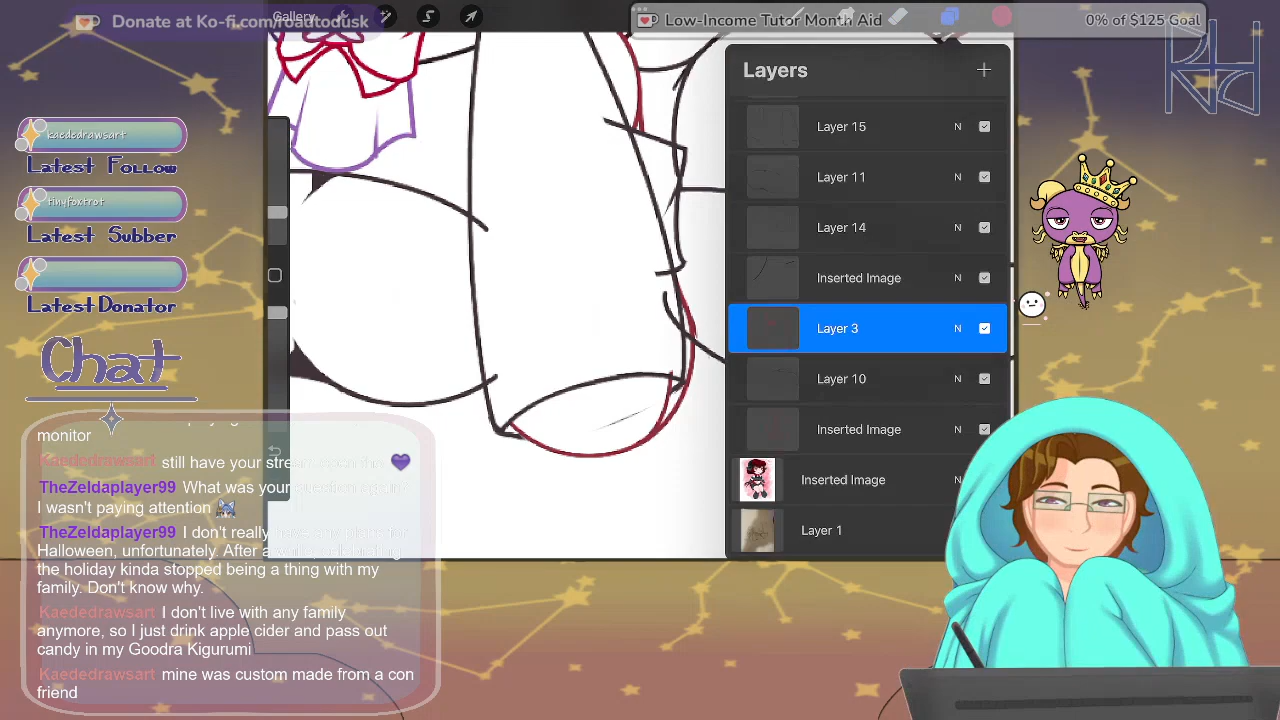 Donate at Ko-fi.com/roadtodusk
Gallery
Low-Income Tutor Month Aid
0% of $125 Goal
Layers
kaededrawsart
Latest Follow
tinyfoxtrot
Latest Subber
Latest Donator
Chat
Layer 15 N
Layer 11 N
Layer 14 N
Inserted Image N
Layer 3 N
Layer 10 N
Inserted Image N
Inserted Image N
Layer 1
monitor
Kaededrawsart still have your stream
TheZeldaplayer99 What was your question again?
I wasn't paying attention
TheZeldaplayer99 I don't really
Halloween, unfortunately. After
the holiday kinda stopped being a thing with my
family. Don't know why.
Kaededrawsart I don't live with any family
anymore, so I just drink apple cider and pass out
candy in my Goodra Kigurumi
Kaededrawsart mine was custom made from a con
friend